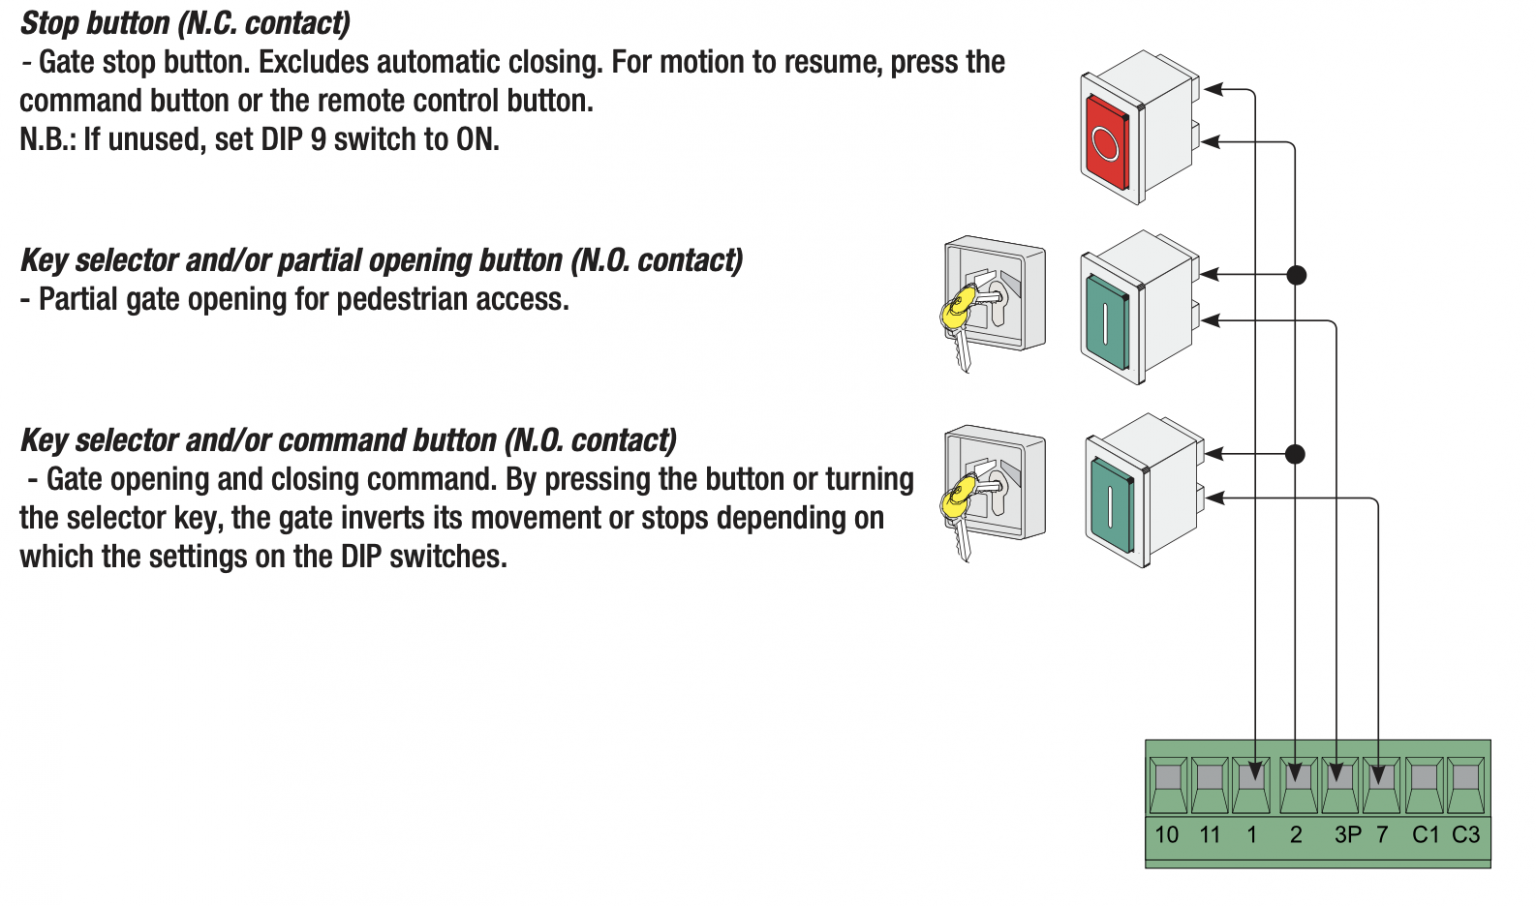 Stop button (N.C. contact)
- Gate stop button. Excludes automatic closing. For motion to resume, press the
command button or the remote control button.
N.B.: If unused, set DIP 9 switch to ON.
Key selector and/or partial opening button (N.O. contact)
- Partial gate opening for pedestrian access.
Key selector and/or command button (N.O. contact)
- Gate opening and closing command. By pressing the button or turning
the selector key, the gate inverts its movement or stops depending on
which the settings on the DIP switches.
10 11 1 2 3P 7 C1 C3